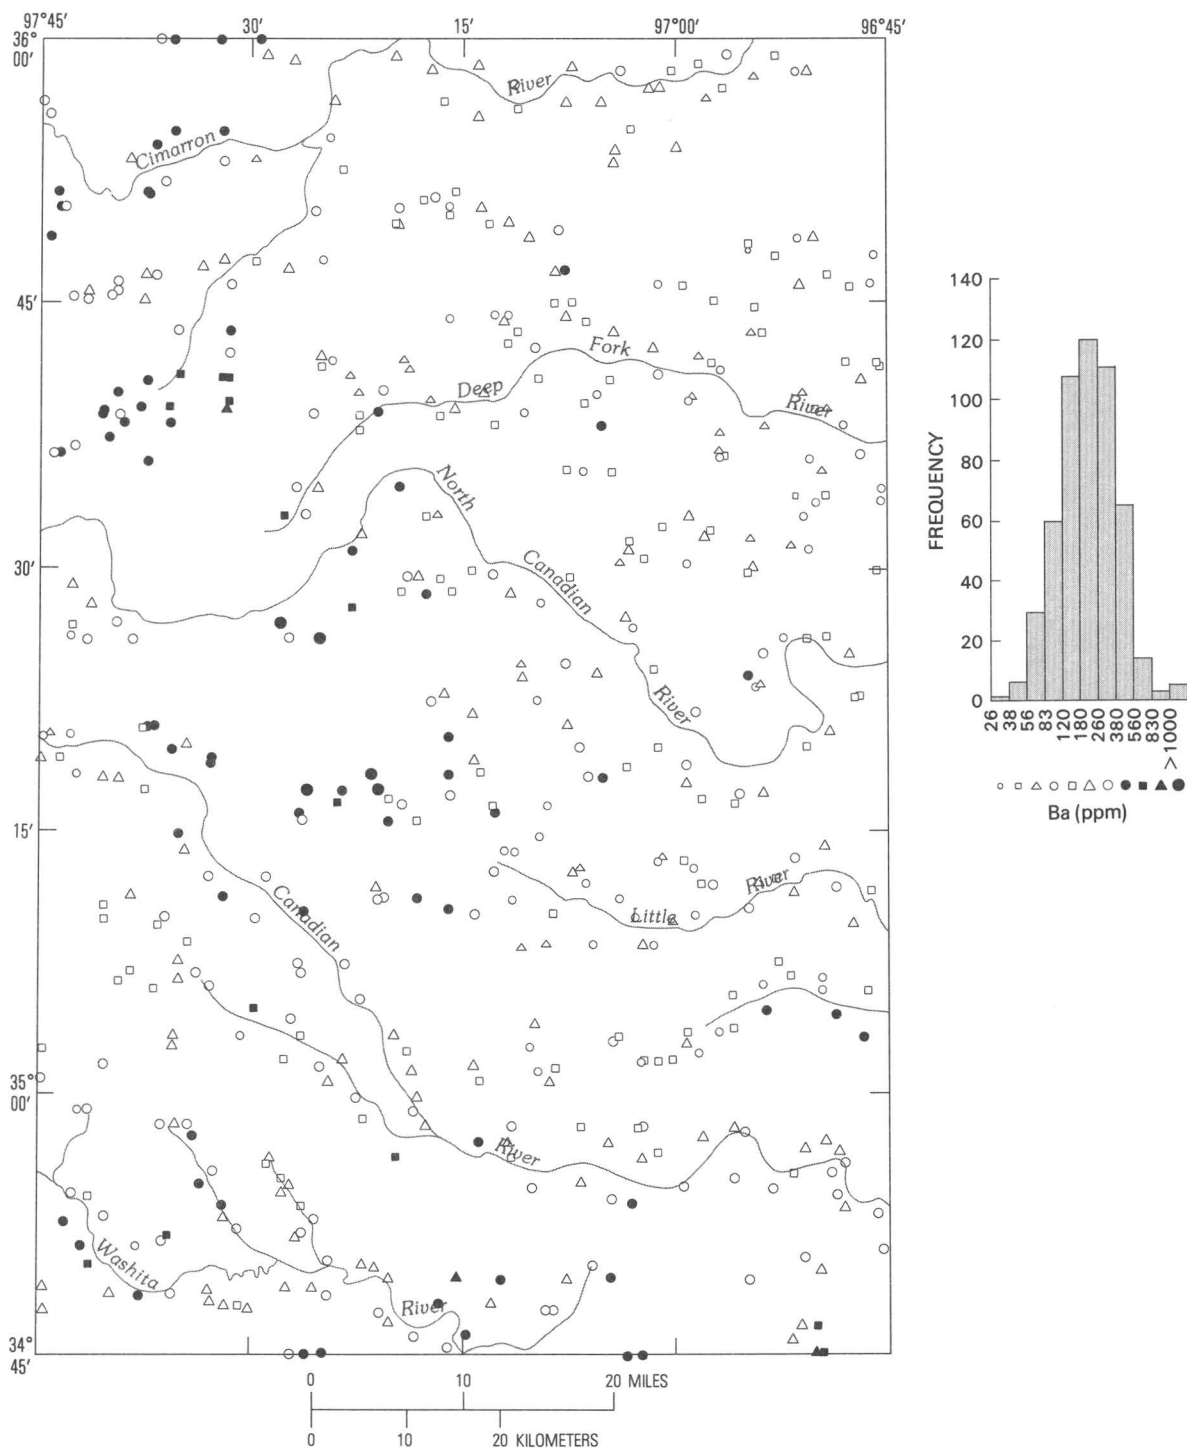 97°45′
30′
15′
97°00′
96°45′
36°
00′
River
Cimarron
45′
Fork
Deep
River
North
30′
Canadian
River
15′
River
Canadian
Little
35°
00′
River
Washita
River
34°
45′
0 10 20 MILES
0 10 20 KILOMETERS
140
120
100
80
60
40
20
0
FREQUENCY
26 38 56 83 120 180 260 380 560 830 >1000
Ba (ppm)